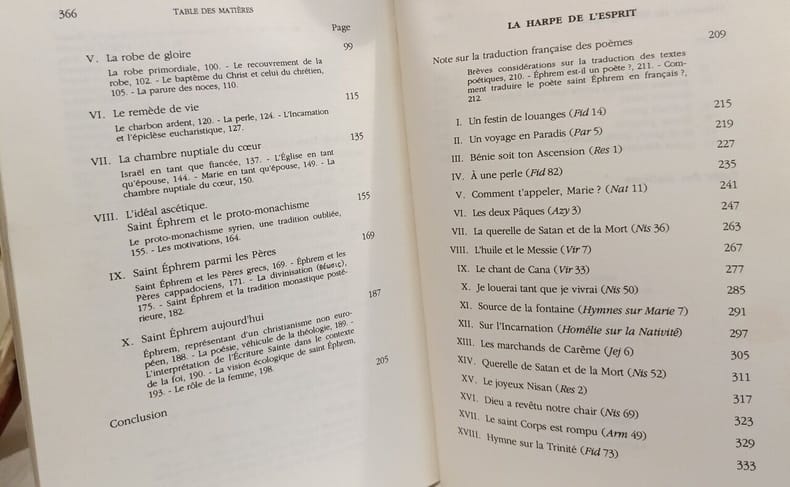 366 TABLE DES MATIÈRES
Page
V. La robe de gloire 99
La robe primordiale, 100. - Le recouvrement de la
robe, 102. - Le baptême du Christ et celui du chrétien,
105. - La parure des noces, 110.
VI. Le remède de vie 115
Le charbon ardent, 120. - La perle, 124. - L'Incarnation
et l'épiclèse eucharistique, 127.
VII. La chambre nuptiale du cœur 135
Israël en tant que fiancée, 137. - L'Église en tant
qu'épouse, 144. - Marie en tant qu'épouse, 149. - La
chambre nuptiale du cœur, 150.
VIII. L'idéal ascétique.
Saint Éphrem et le proto-monachisme 155
Le proto-monachisme syrien, une tradition oubliée,
155. - Les motivations, 164.
IX. Saint Éphrem parmi les Pères 169
Saint Éphrem et les Pères grecs, 169. - Éphrem et les
Pères cappadociens, 171. - La divinisation (θέωσις),
175. - Saint Éphrem et la tradition monastique posté-
rieure, 182.
X. Saint Éphrem aujourd'hui 187
Éphrem, représentant d'un christianisme non euro-
péen, 188. - La poésie, véhicule de la théologie, 189. -
L'interprétation de l'Écriture Sainte dans le contexte
de la foi, 190. - La vision écologique de saint Éphrem,
193. - Le rôle de la femme, 198.
Conclusion 205
LA HARPE DE L'ESPRIT
Note sur la traduction française des poèmes 209
Brèves considérations sur la traduction des textes
poétiques, 210. - Éphrem est-il un poète ?, 211. - Com-
ment traduire le poète saint Éphrem en français ?,
212.
I. Un festin de louanges (Fid 14) 215
II. Un voyage en Paradis (Par 5) 219
III. Bénie soit ton Ascension (Res 1) 227
IV. À une perle (Fid 82) 235
V. Comment t'appeler, Marie ? (Nat 11) 241
VI. Les deux Pâques (Azy 3) 247
VII. La querelle de Satan et de la Mort (Nis 36) 263
VIII. L'huile et le Messie (Vir 7) 267
IX. Le chant de Cana (Vir 33) 277
X. Je louerai tant que je vivrai (Nis 50) 285
XI. Source de la fontaine (Hymnes sur Marie 7) 291
XII. Sur l'Incarnation (Homélie sur la Nativité) 297
XIII. Les marchands de Carême (Jej 6) 305
XIV. Querelle de Satan et de la Mort (Nis 52) 311
XV. Le joyeux Nisan (Res 2) 317
XVI. Dieu a revêtu notre chair (Nis 69) 323
XVII. Le saint Corps est rompu (Arm 49) 329
XVIII. Hymne sur la Trinité (Fid 73) 333